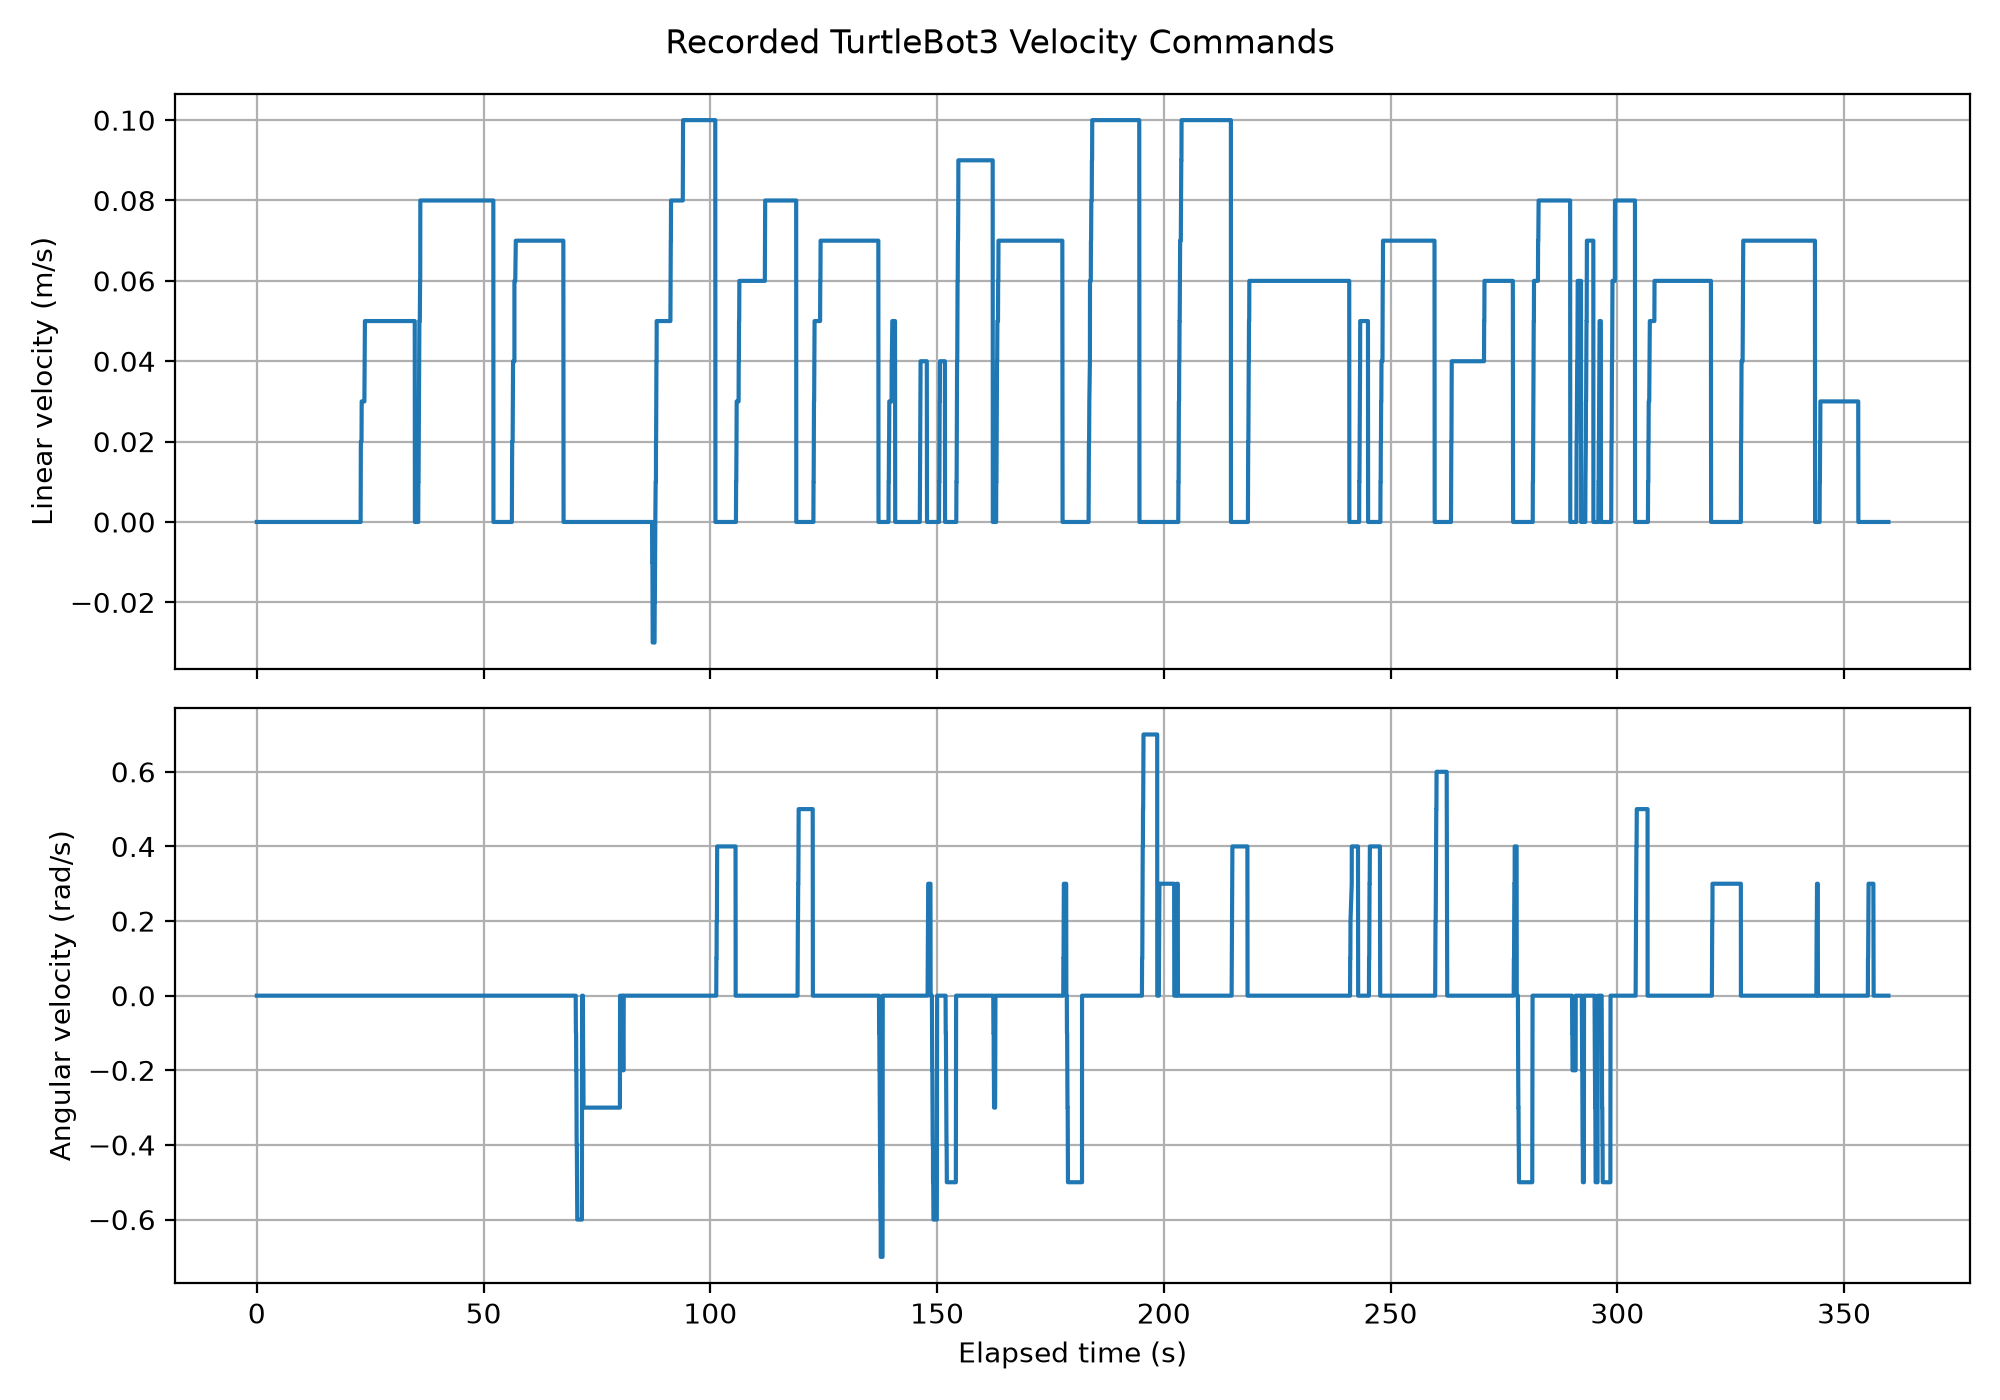 Recorded TurtleBot3 Velocity Commands
Linear velocity (m/s)
0.10
0.08
0.06
0.04
0.02
0.00
−0.02
Angular velocity (rad/s)
0.6
0.4
0.2
0.0
−0.2
−0.4
−0.6
0 50 100 150 200 250 300 350
Elapsed time (s)